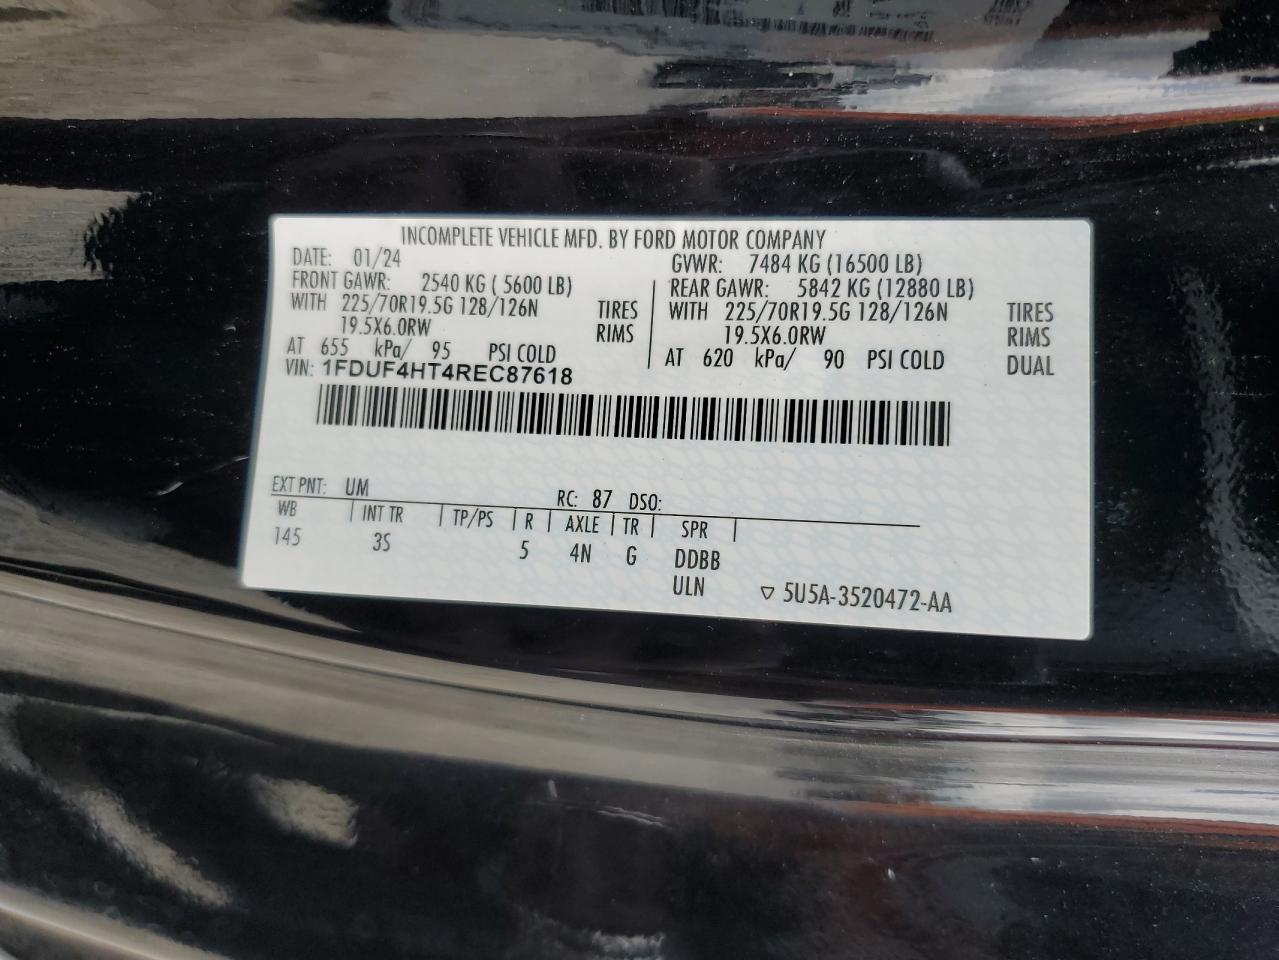 INCOMPLETE VEHICLE MFD. BY FORD MOTOR COMPANY
DATE: 01/24 GVWR: 7484 KG (16500 LB)
FRONT GAWR: 2540 KG ( 5600 LB) REAR GAWR: 5842 KG (12880 LB)
WITH 225/70R19.5G 128/126N TIRES WITH 225/70R19.5G 128/126N TIRES
19.5X6.0RW RIMS 19.5X6.0RW RIMS
AT 655 kPa/ 95 PSI COLD AT 620 kPa/ 90 PSI COLD DUAL
VIN: 1FDUF4HT4REC87618
EXT PNT: UM RC: 87 DSO:
WB INT TR TP/PS R AXLE TR SPR
145 3S 5 4N G DDBB
ULN ▽ 5U5A-3520472-AA